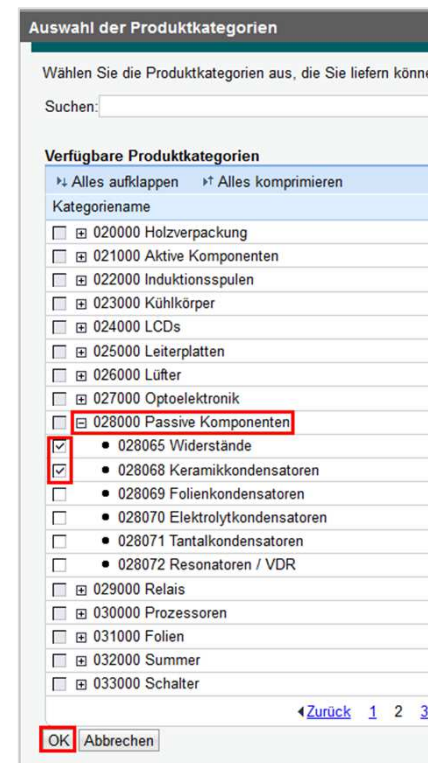 Auswahl der Produktkategorien
Wählen Sie die Produktkategorien aus, die Sie liefern könne
Suchen:
Verfügbare Produktkategorien
Alles aufklappen Alles komprimieren
Kategoriename
020000 Holzverpackung
021000 Aktive Komponenten
022000 Induktionsspulen
023000 Kühlkörper
024000 LCDs
025000 Leiterplatten
026000 Lüfter
027000 Optoelektronik
028000 Passive Komponenten
028065 Widerstände
028068 Keramikkondensatoren
028069 Folienkondensatoren
028070 Elektrolytkondensatoren
028071 Tantalkondensatoren
028072 Resonatoren / VDR
029000 Relais
030000 Prozessoren
031000 Folien
032000 Summer
033000 Schalter
Zurück 1 2 3
OK Abbrechen